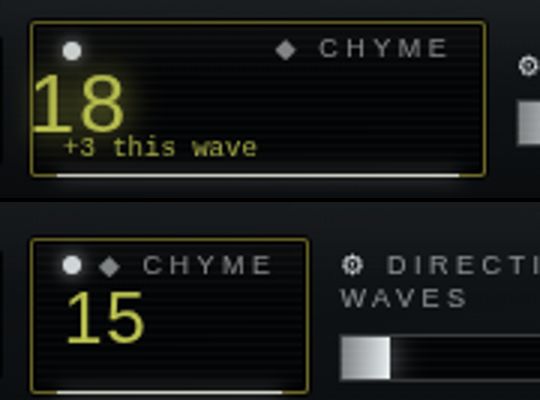 ◆ CHYME
18
+3 this wave
◆ CHYME
15
DIRECTI
WAVES